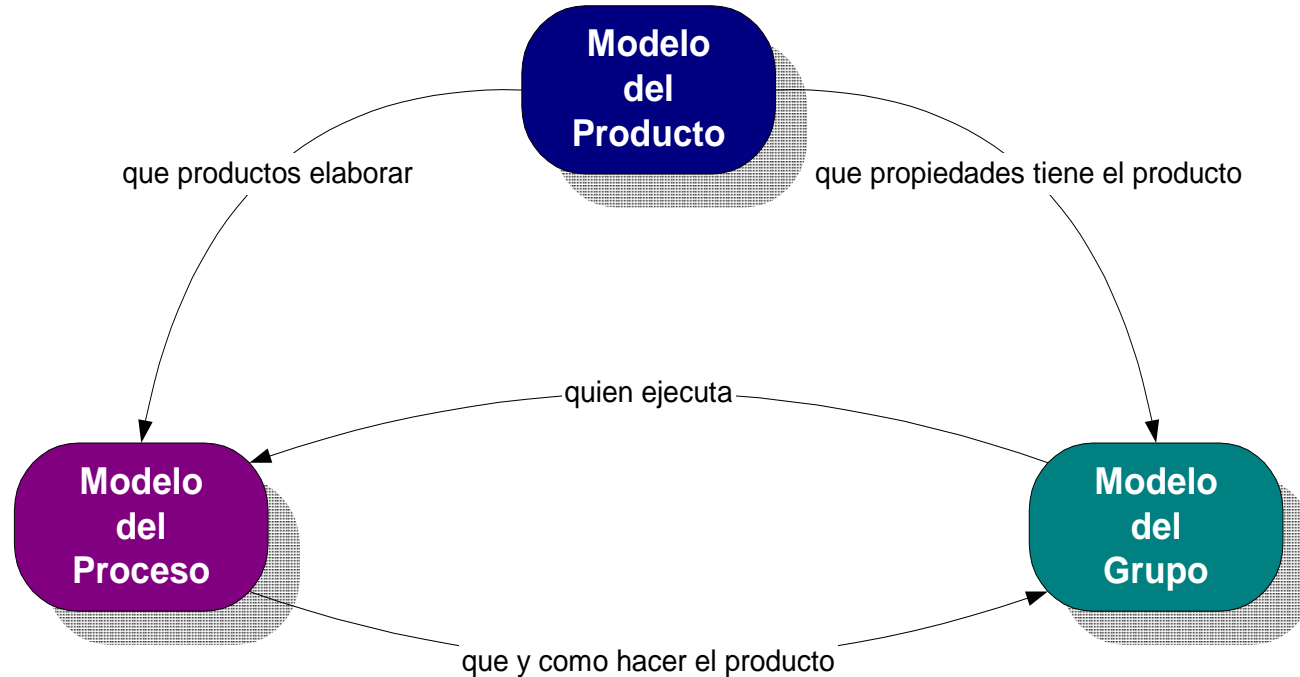 Modelo
del
Producto
que productos elaborar
que propiedades tiene el producto
quien ejecuta
Modelo
del
Proceso
Modelo
del
Grupo
que y como hacer el producto